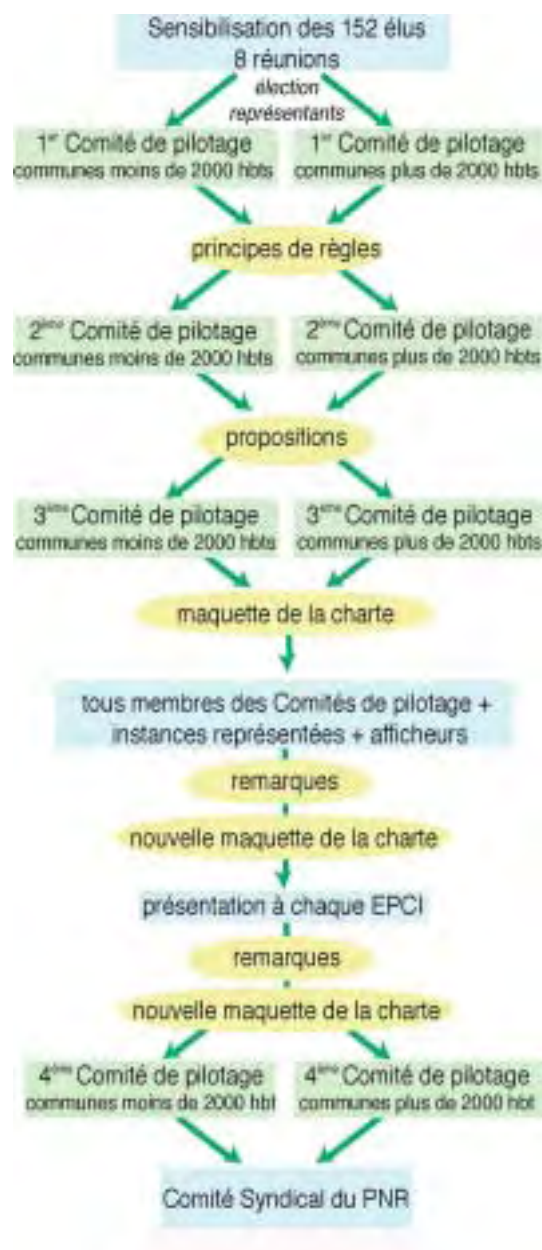 Sensibilisation des 152 élus
8 réunions
élection
représentants
1er Comité de pilotage
communes moins de 2000 hbts
1er Comité de pilotage
communes plus de 2000 hbts
principes de règles
2ème Comité de pilotage
communes moins de 2000 hbts
2ème Comité de pilotage
communes plus de 2000 hbts
propositions
3ème Comité de pilotage
communes moins de 2000 hbts
3ème Comité de pilotage
communes plus de 2000 hbts
maquette de la charte
tous membres des Comités de pilotage +
instances représentées + afficheurs
remarques
nouvelle maquette de la charte
présentation à chaque EPCI
remarques
nouvelle maquette de la charte
4ème Comité de pilotage
communes moins de 2000 hbt
4ème Comité de pilotage
communes plus de 2000 hbt
Comité Syndical du PNR